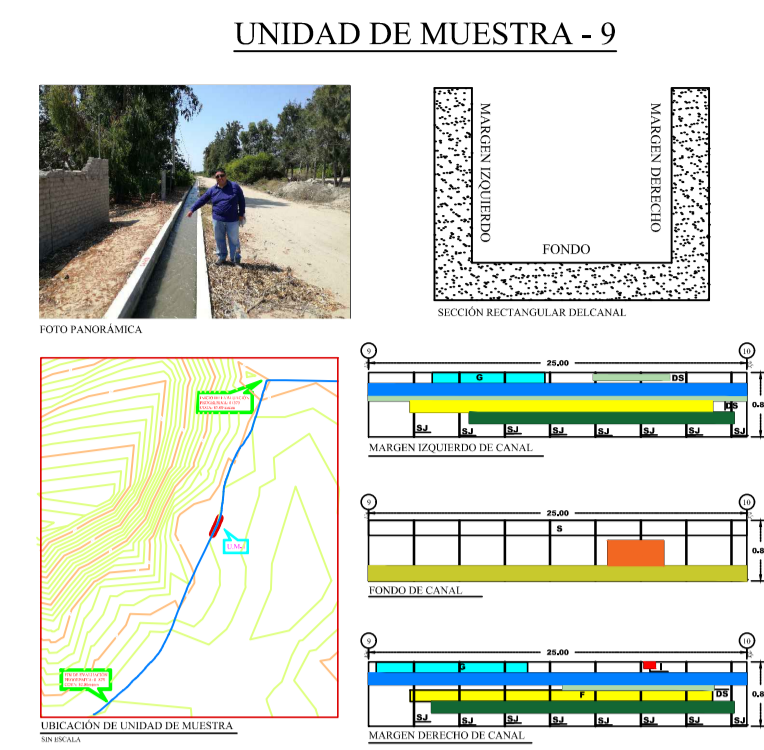 UNIDAD DE MUESTRA - 9
FOTO PANORÁMICA
MARGEN IZQUIERDO
MARGEN DERECHO
FONDO
SECCIÓN RECTANGULAR DELCANAL
U.M-
UBICACIÓN DE UNIDAD DE MUESTRA
SIN ESCALA
9
10
25.00
G
DS
DS
0.8
SJ
SJ
SJ
SJ
SJ
SJ
SJ
SJ
MARGEN IZQUIERDO DE CANAL
9
10
25.00
S
0.8
FONDO DE CANAL
9
10
25.00
G
I
0.8
F
DS
SJ
SJ
SJ
SJ
SJ
SJ
SJ
SJ
MARGEN DERECHO DE CANAL